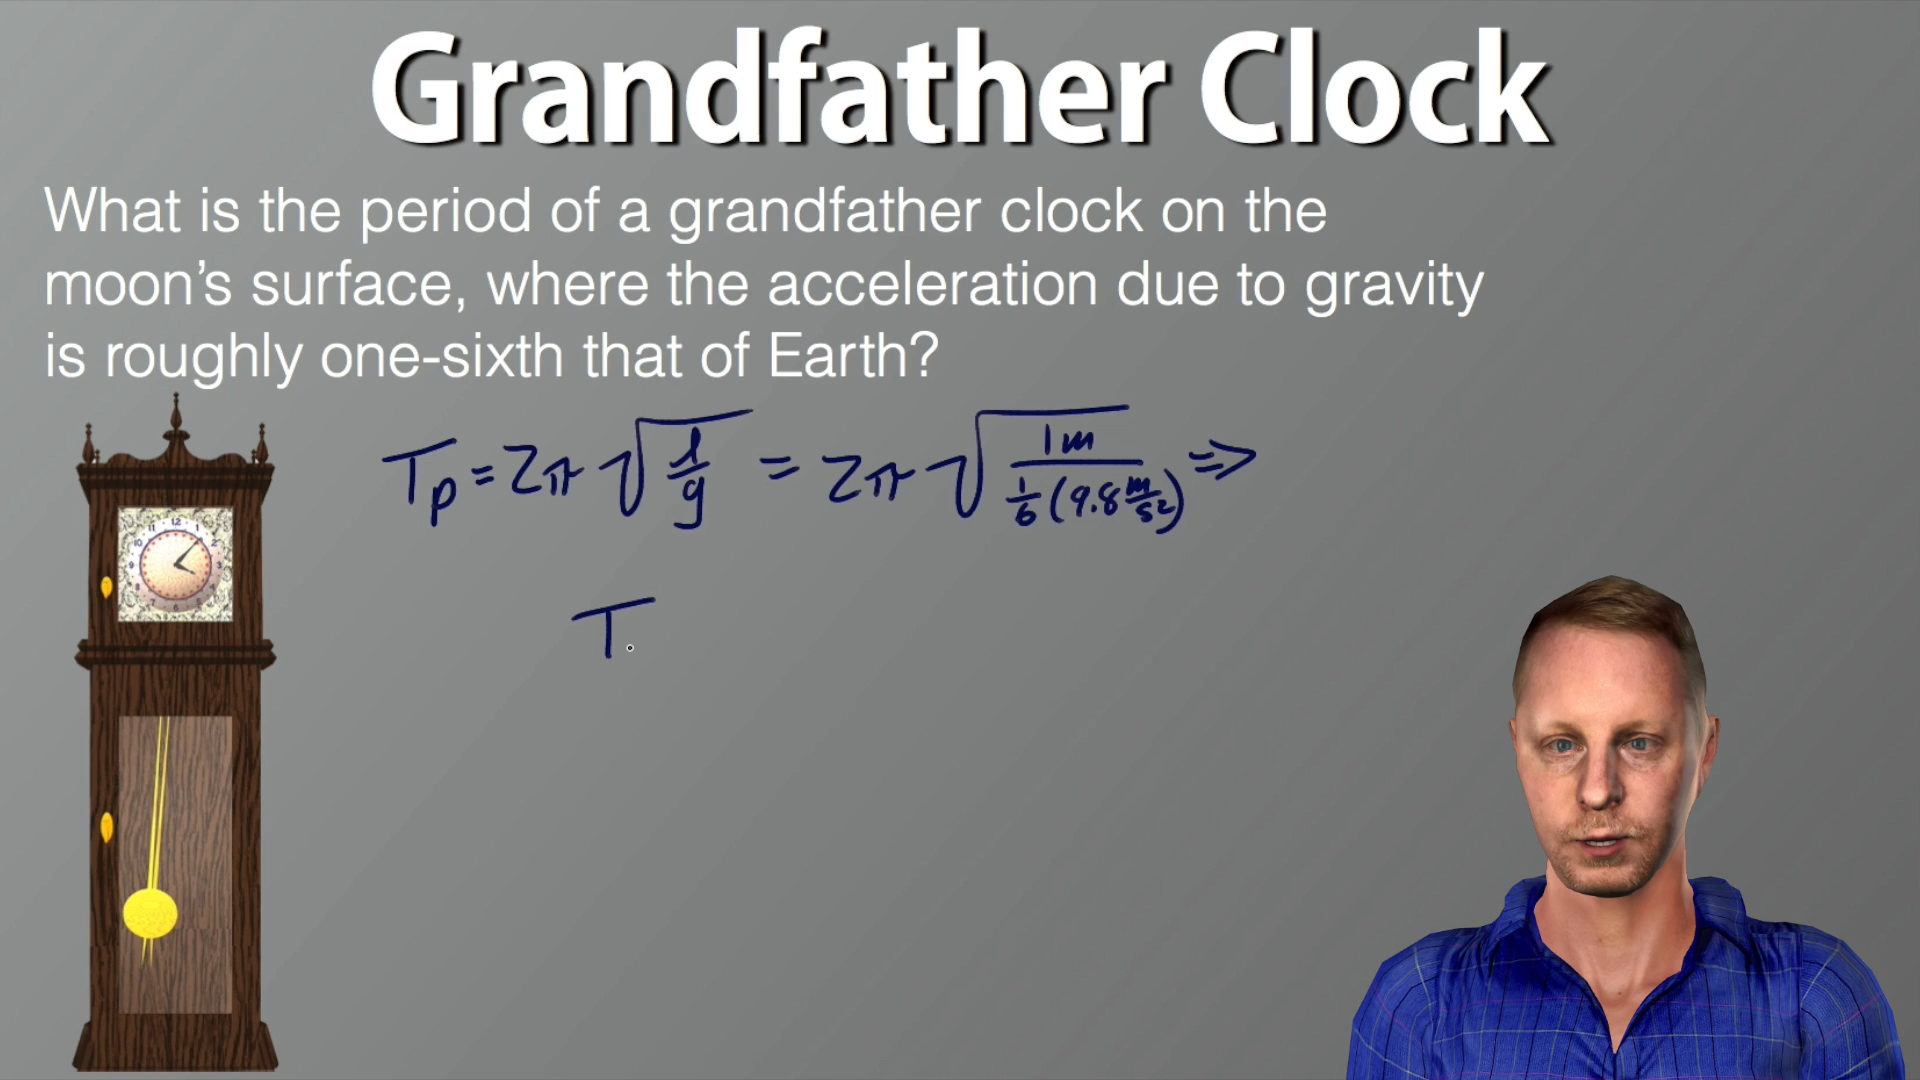 Grandfather Clock
What is the period of a grandfather clock on the
moon's surface, where the acceleration due to gravity
is roughly one-sixth that of Earth?
T_p = 2π √(l/g) = 2π √(1m / (1/6 (9.8 m/s²))) ⇒
T